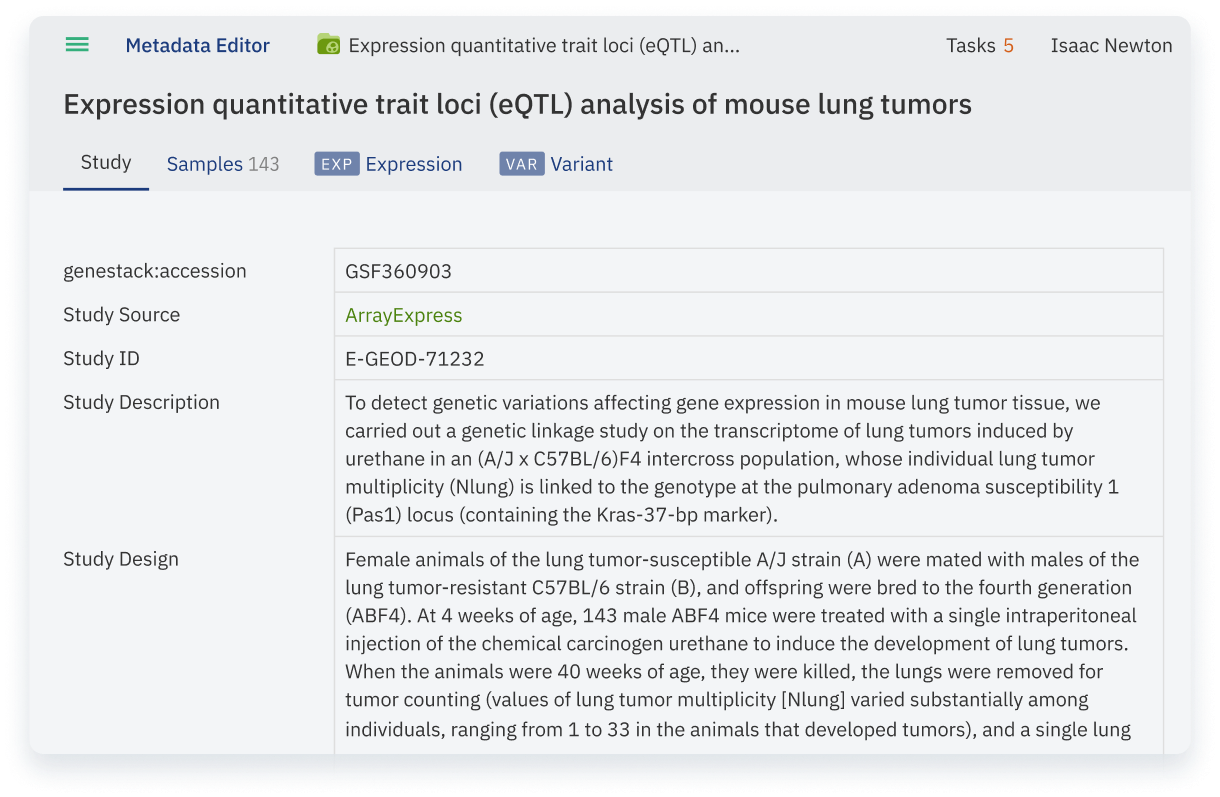 Metadata Editor Expression quantitative trait loci (eQTL) an... Tasks 5 Isaac Newton
Expression quantitative trait loci (eQTL) analysis of mouse lung tumors
Study Samples 143 EXP Expression VAR Variant
genestack:accession GSF360903
Study Source ArrayExpress
Study ID E-GEOD-71232
Study Description To detect genetic variations affecting gene expression in mouse lung tumor tissue, we
carried out a genetic linkage study on the transcriptome of lung tumors induced by
urethane in an (A/J x C57BL/6)F4 intercross population, whose individual lung tumor
multiplicity (Nlung) is linked to the genotype at the pulmonary adenoma susceptibility 1
(Pas1) locus (containing the Kras-37-bp marker).
Study Design Female animals of the lung tumor-susceptible A/J strain (A) were mated with males of the
lung tumor-resistant C57BL/6 strain (B), and offspring were bred to the fourth generation
(ABF4). At 4 weeks of age, 143 male ABF4 mice were treated with a single intraperitoneal
injection of the chemical carcinogen urethane to induce the development of lung tumors.
When the animals were 40 weeks of age, they were killed, the lungs were removed for
tumor counting (values of lung tumor multiplicity [Nlung] varied substantially among
individuals, ranging from 1 to 33 in the animals that developed tumors), and a single lung